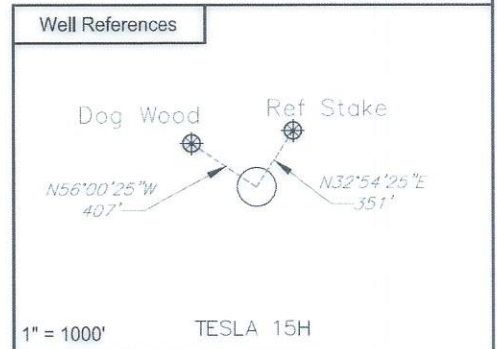 Well References
Dog Wood
Ref Stake
N56°00'25"W
407'
N32°54'25"E
351'
1" = 1000'
TESLA 15H